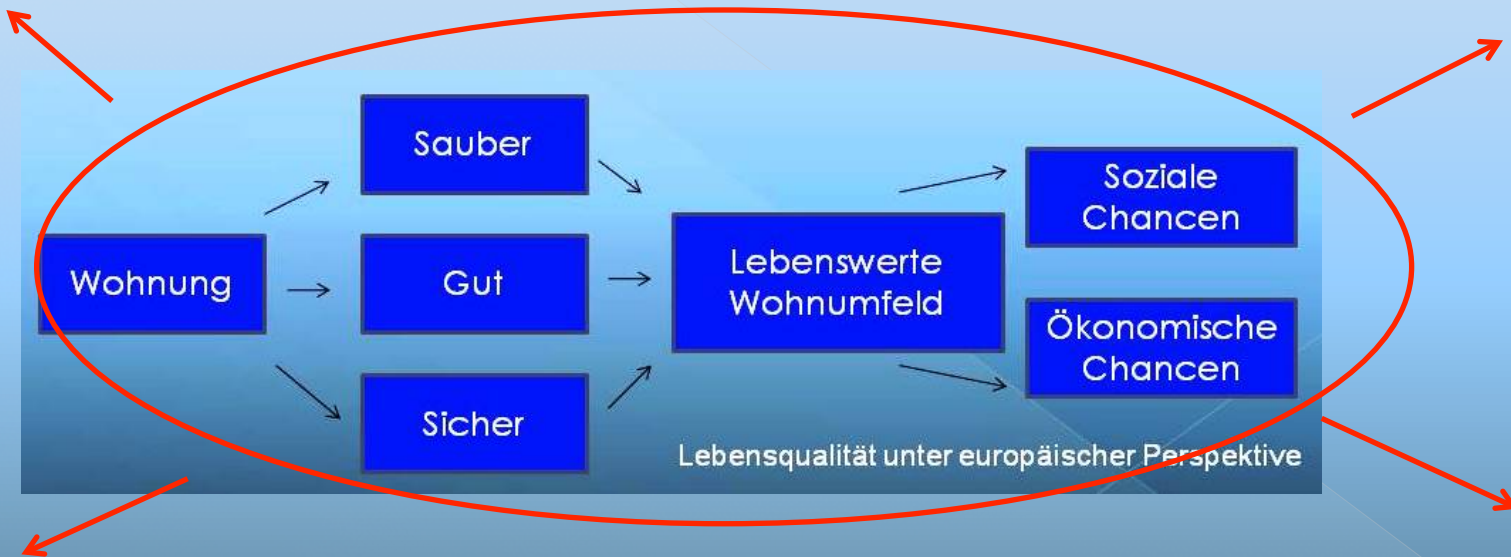 Wohnung
Sauber
Gut
Sicher
Lebenswerte
Wohnumfeld
Soziale
Chancen
Ökonomische
Chancen
Lebensqualität unter europäischer Perspektive